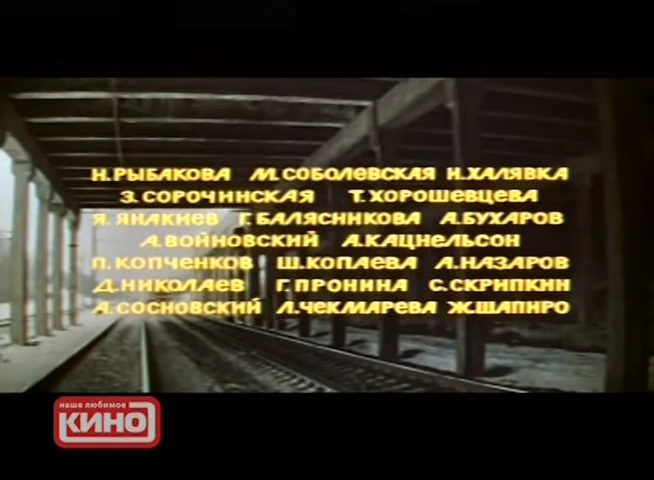 Н.РЫБАКОВА М.СОБОЛЕВСКАЯ И.ХАЛЯВКА
З.СОРОЧИНСКАЯ Т.ХОРОШЕВЦЕВА
Я.ЯНАКИЕВ Г.БАЛЯСНИКОВА А.БУХАРОВ
А.ВОЙНОВСКИЙ А.КАЦНЕЛЬСОН
П.КОПЧЕНКОВ Ш.КОПАЕВА А.НАЗАРОВ
Д.НИКОЛАЕВ Г.ПРОНИНА С.СКРИПКИН
А.СОСНОВСКИЙ Л.ЧЕКМАРЕВА Ж.ШАПИРО
наше любимое
КИНО